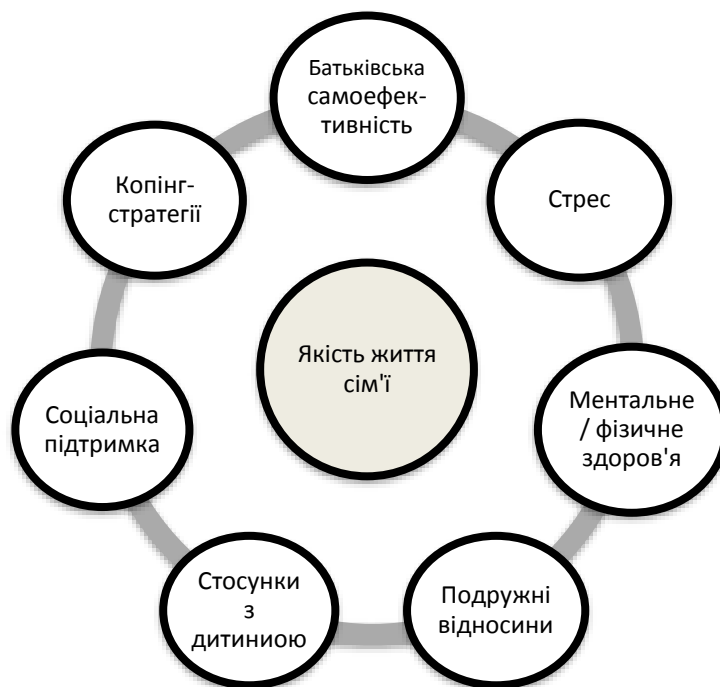 Батьківська
самоефек-
тивність
Стрес
Ментальне
/ фізичне
здоров'я
Подружні
відносини
Стосунки
з
дитиниою
Соціальна
підтримка
Копінг-
стратегії
Якість життя
сім'ї